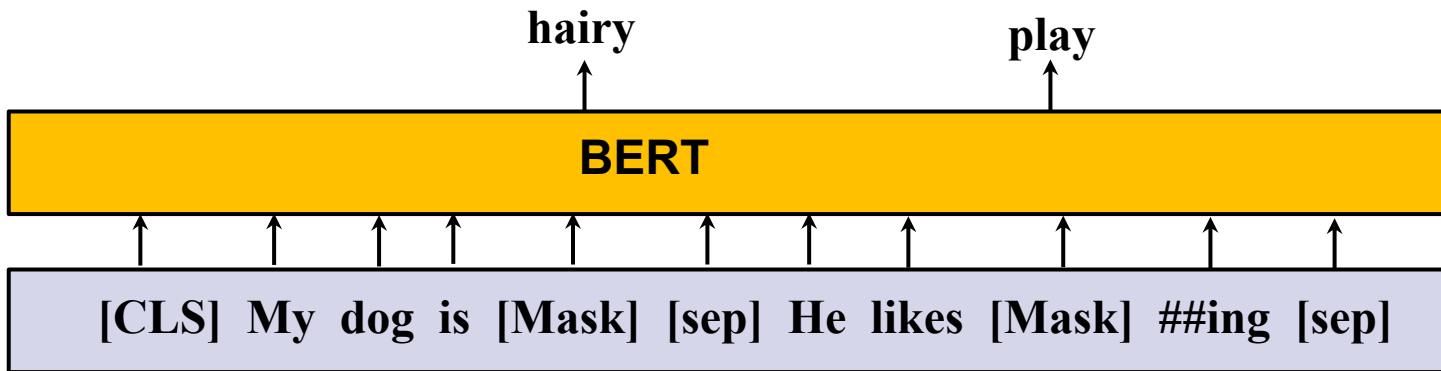 hairy play
BERT
[CLS] My dog is [Mask] [sep] He likes [Mask] ##ing [sep]